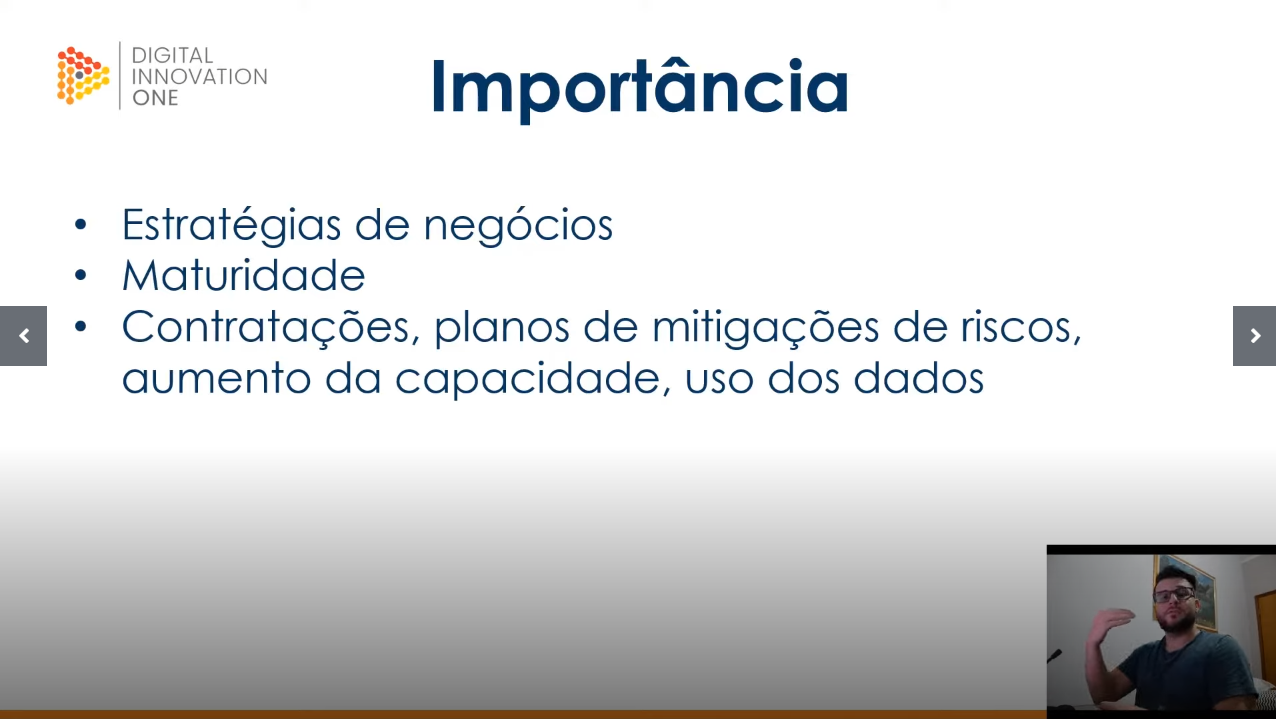 DIGITAL
INNOVATION
ONE
Importância
• Estratégias de negócios
• Maturidade
• Contratações, planos de mitigações de riscos,
aumento da capacidade, uso dos dados